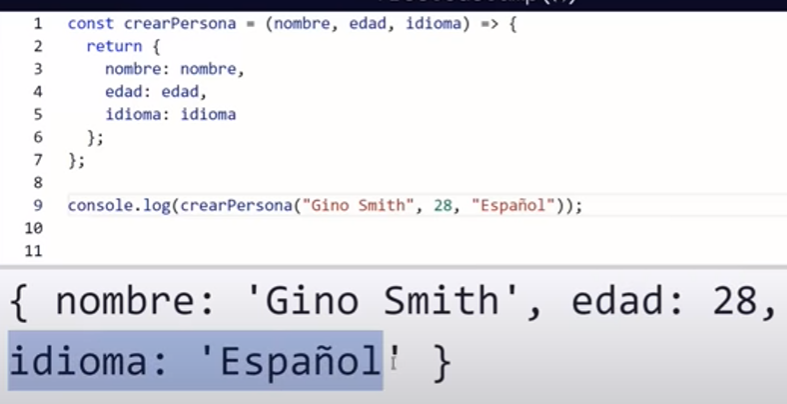 1 const crearPersona = (nombre, edad, idioma) => {
2   return {
3     nombre: nombre,
4     edad: edad,
5     idioma: idioma
6   };
7 };
8
9 console.log(crearPersona("Gino Smith", 28, "Español"));
10
11
{ nombre: 'Gino Smith', edad: 28,
idioma: 'Español' }